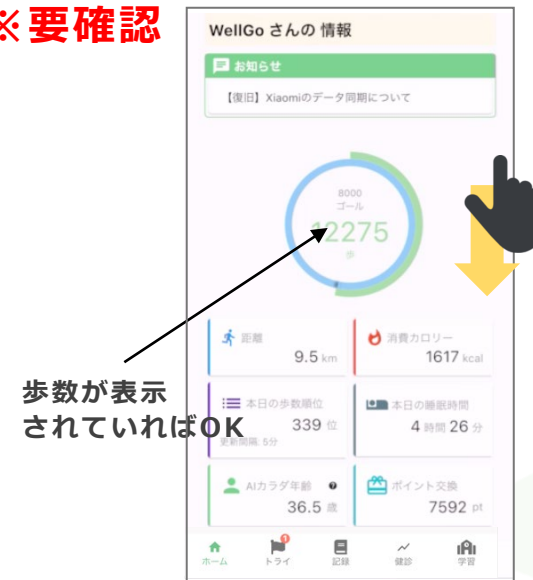 ※要確認
WellGo さんの 情報
お知らせ
【復旧】Xiaomiのデータ同期について
8000
ゴール
12275
歩
距離
9.5 km
消費カロリー
1617 kcal
歩数が表示
されていればOK
本日の歩数順位
339 位
更新間隔: 5分
本日の睡眠時間
4 時間 26 分
AIカラダ年齢
36.5 歳
ポイント交換
7592 pt
1
ホーム
トライ
記録
健診
学習